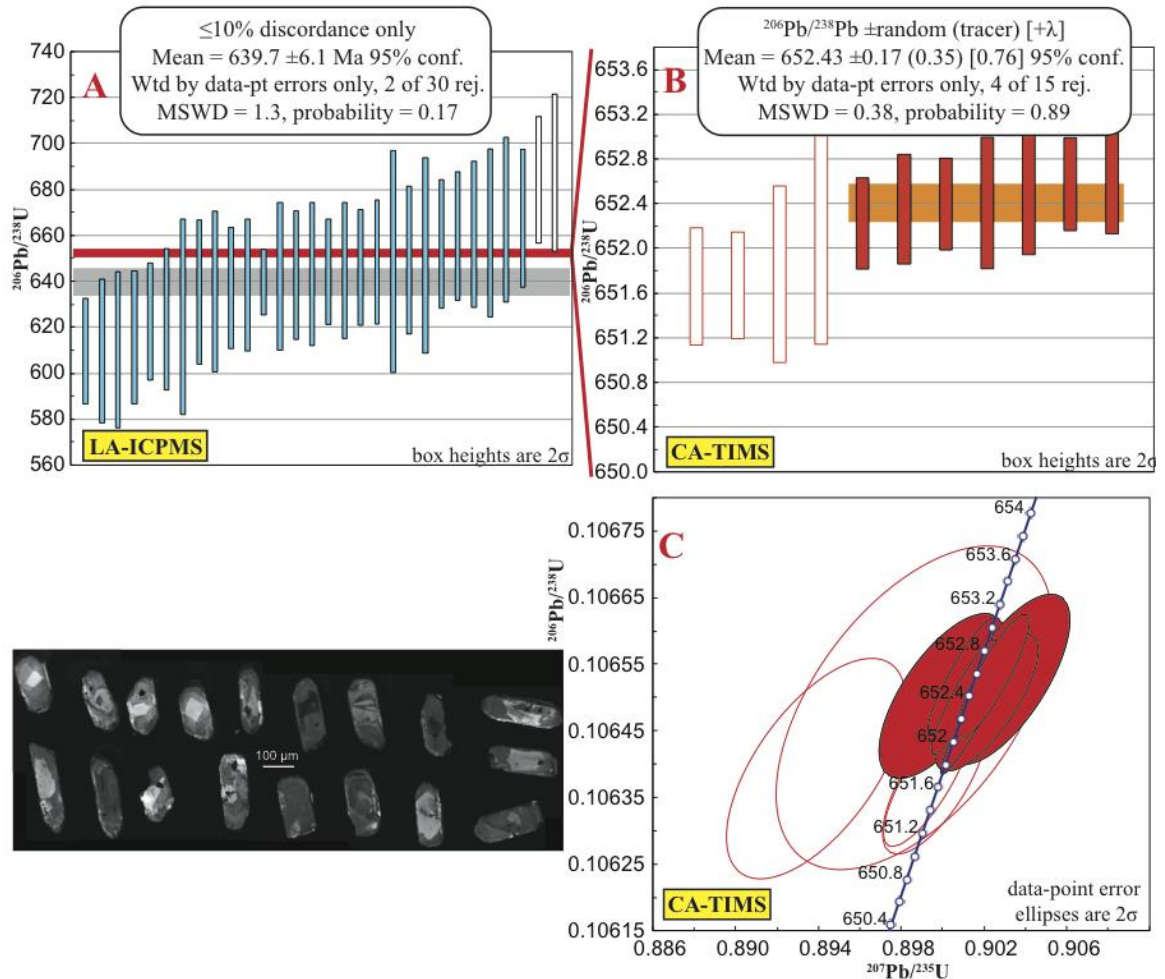 A
≤10% discordance only
Mean = 639.7 ±6.1 Ma 95% conf.
Wtd by data-pt errors only, 2 of 30 rej.
MSWD = 1.3, probability = 0.17
740
720
700
680
660
640
620
600
580
560
²⁰⁶Pb/²³⁸U
LA-ICPMS
box heights are 2σ
B
²⁰⁶Pb/²³⁸Pb ±random (tracer) [+λ]
Mean = 652.43 ±0.17 (0.35) [0.76] 95% conf.
Wtd by data-pt errors only, 4 of 15 rej.
MSWD = 0.38, probability = 0.89
653.6
653.2
652.8
652.4
652.0
651.6
651.2
650.8
650.4
650.0
²⁰⁶Pb/²³⁸U
CA-TIMS
box heights are 2σ
100 µm
C
0.10675
0.10665
0.10655
0.10645
0.10635
0.10625
0.10615
²⁰⁶Pb/²³⁸U
654
653.6
653.2
652.8
652.4
652
651.6
651.2
650.8
650.4
CA-TIMS
data-point error
ellipses are 2σ
0.886 0.890 0.894 0.898 0.902 0.906
²⁰⁷Pb/²³⁵U